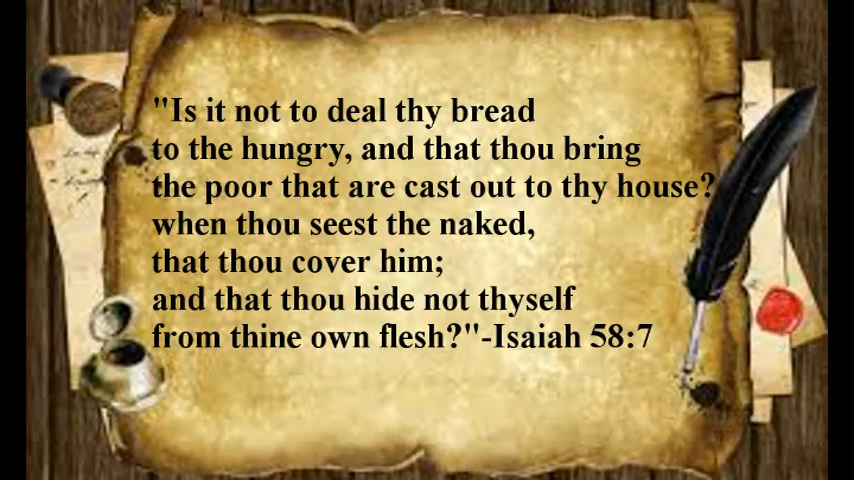 "Is it not to deal thy bread
to the hungry, and that thou bring
the poor that are cast out to thy house?
when thou seest the naked,
that thou cover him;
and that thou hide not thyself
from thine own flesh?"-Isaiah 58:7